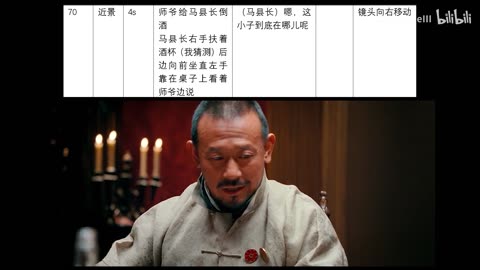 70
近景
4s
师爷给马县长倒
酒
马县长右手扶着
酒杯（我猜测）后
边向前坐直左手
靠在桌子上看着
师爷边说
（马县长）嗯，这
小子到底在哪儿呢
镜头向右移动
elll bilibili